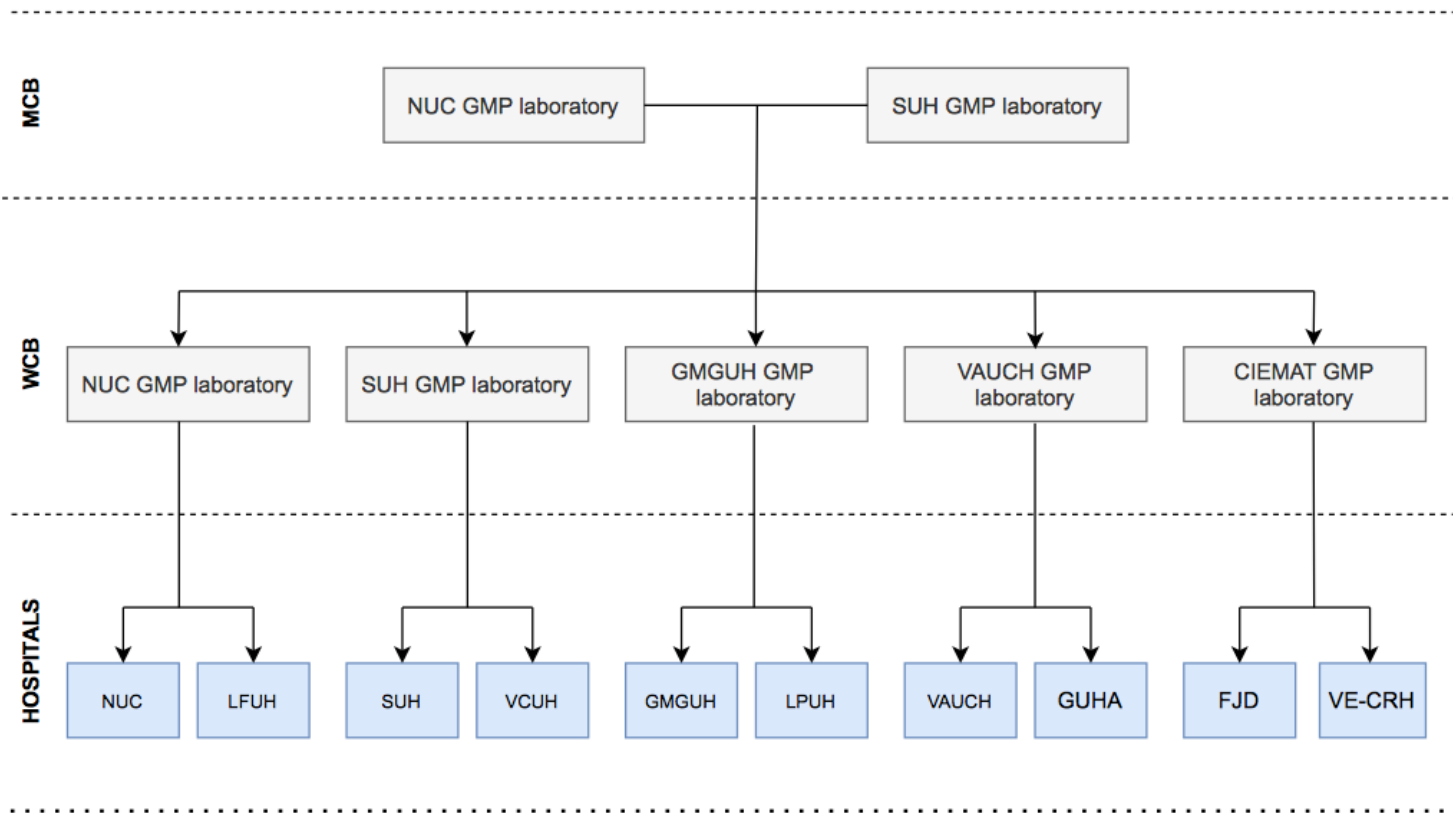 MCB
NUC GMP laboratory
SUH GMP laboratory
WCB
NUC GMP laboratory
SUH GMP laboratory
GMGUH GMP
laboratory
VAUCH GMP
laboratory
CIEMAT GMP
laboratory
HOSPITALS
NUC
LFUH
SUH
VCUH
GMGUH
LPUH
VAUCH
GUHA
FJD
VE-CRH